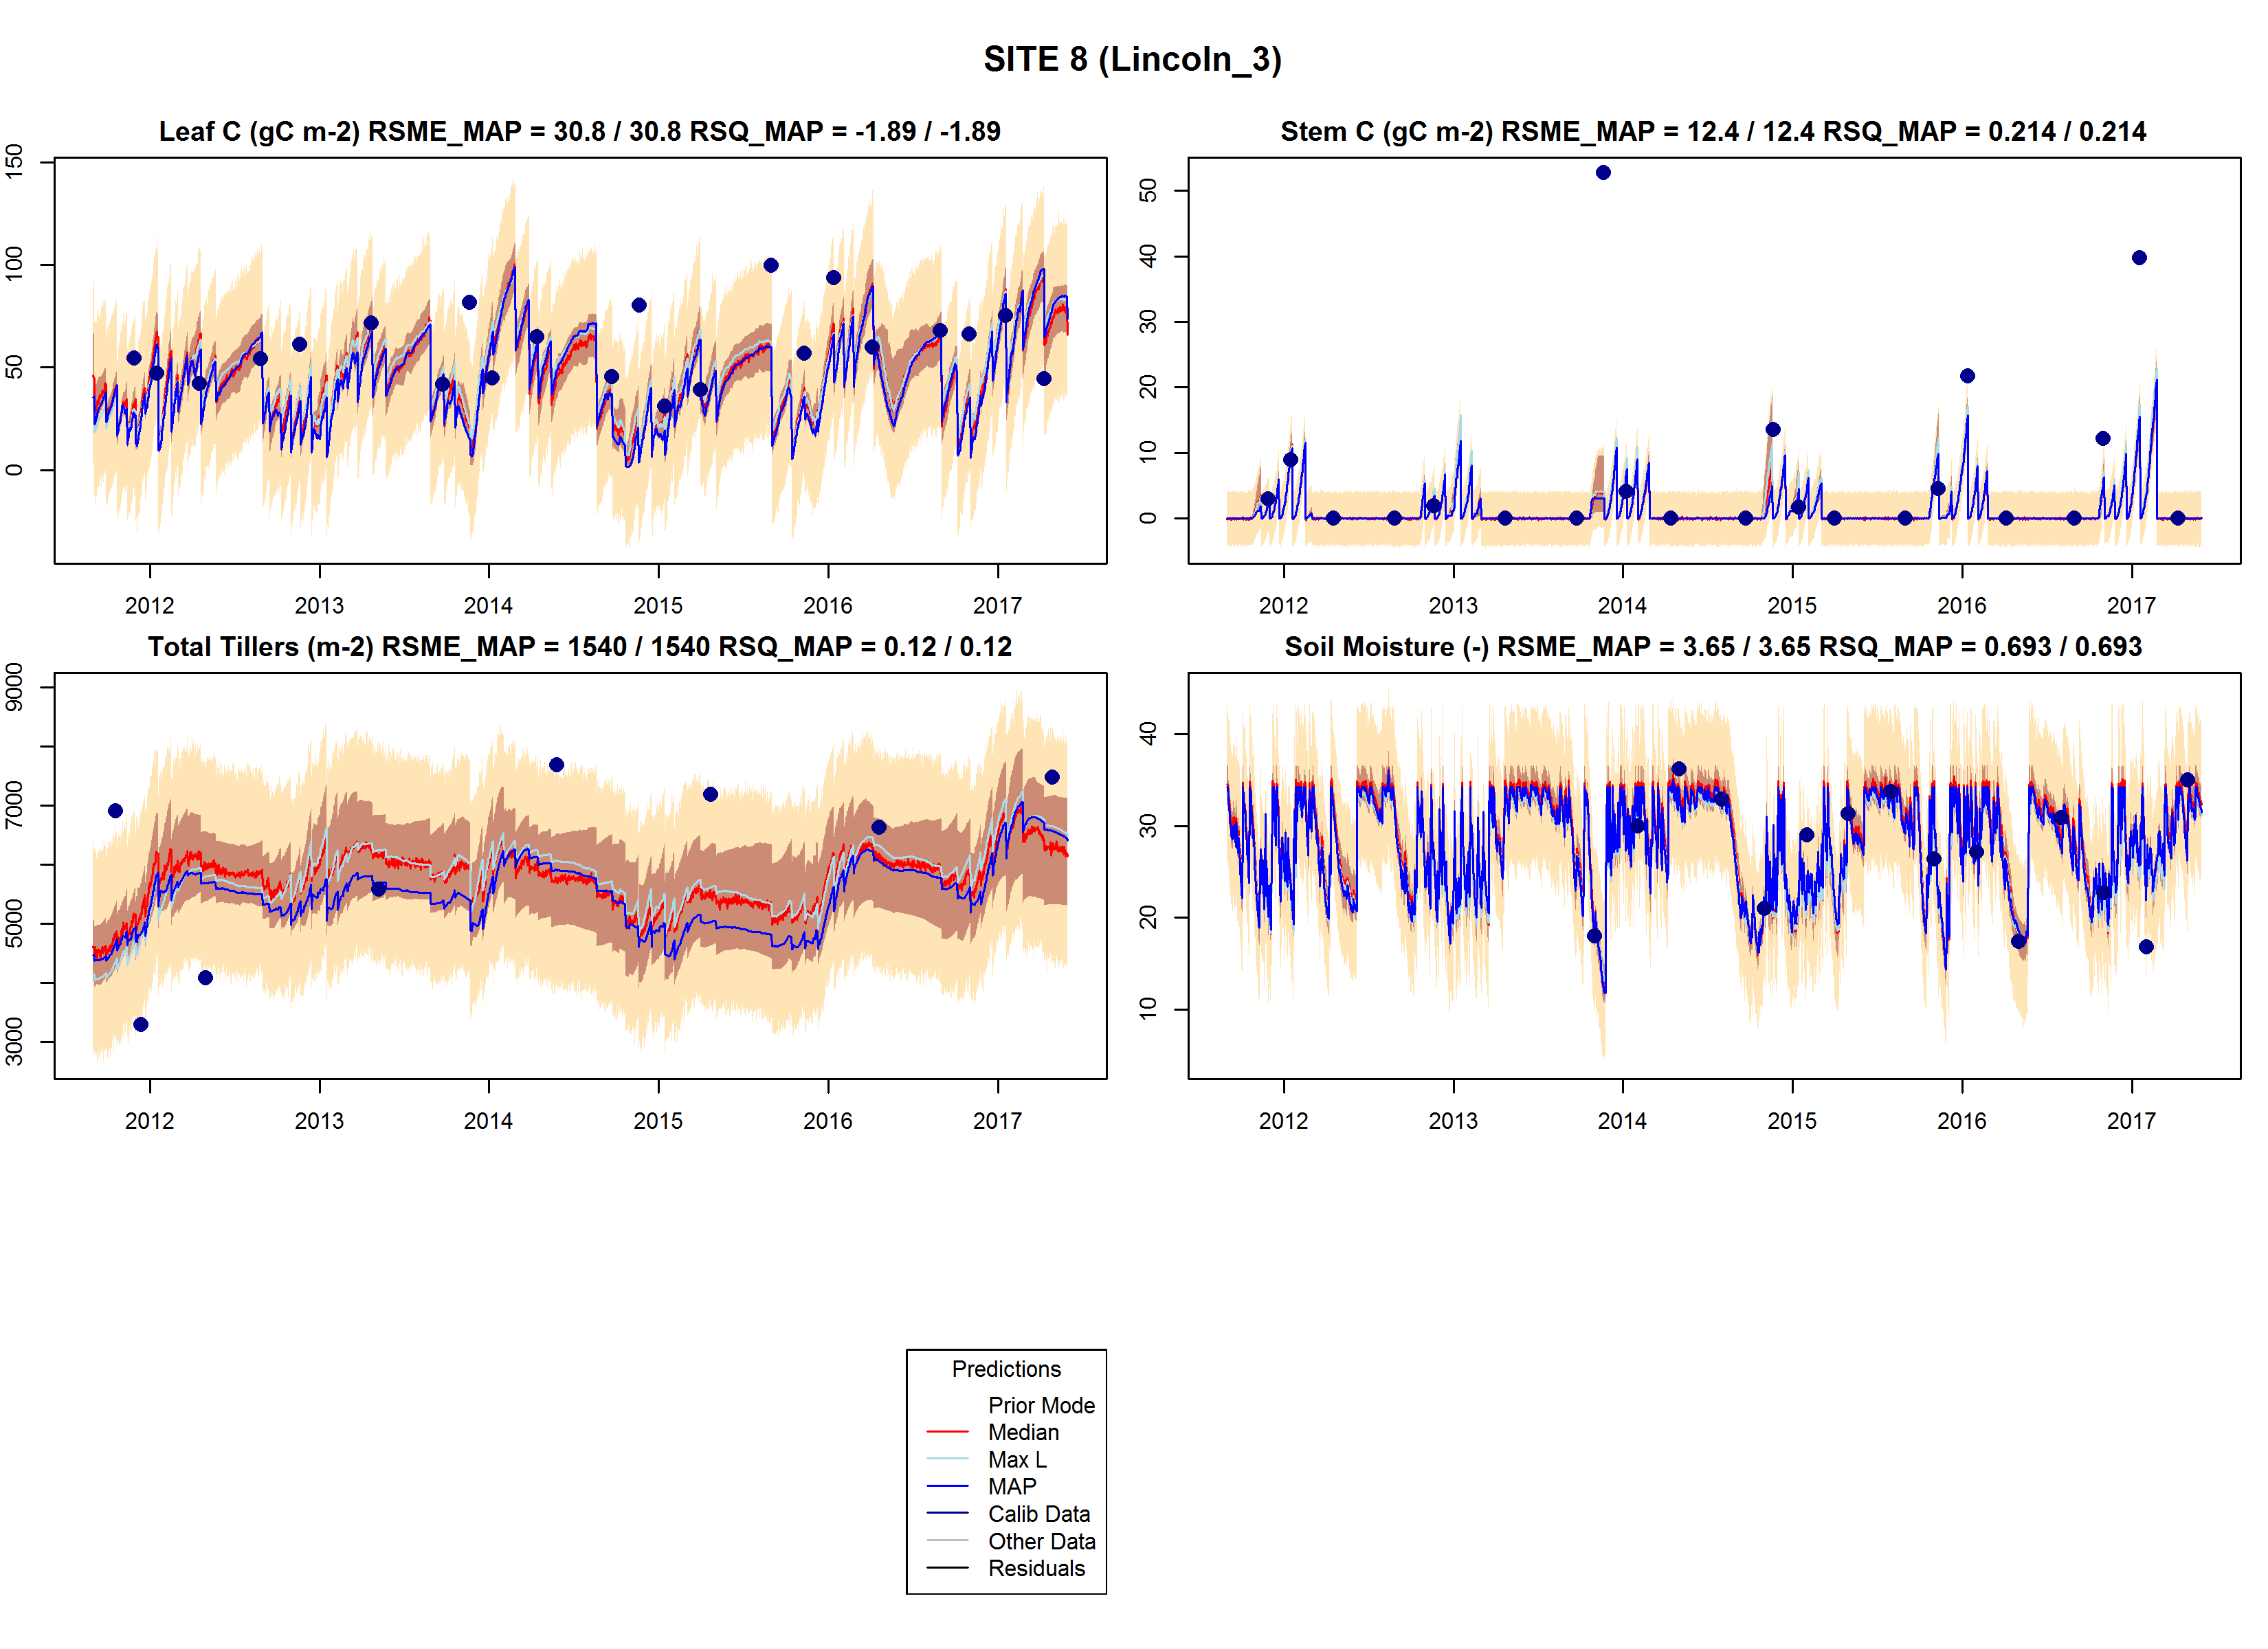 SITE 8 (Lincoln_3)
Leaf C (gC m-2) RSME_MAP = 30.8 / 30.8 RSQ_MAP = -1.89 / -1.89
150
100
50
0
2012 2013 2014 2015 2016 2017
Stem C (gC m-2) RSME_MAP = 12.4 / 12.4 RSQ_MAP = 0.214 / 0.214
50
40
30
20
10
0
2012 2013 2014 2015 2016 2017
Total Tillers (m-2) RSME_MAP = 1540 / 1540 RSQ_MAP = 0.12 / 0.12
9000
7000
5000
3000
2012 2013 2014 2015 2016 2017
Soil Moisture (-) RSME_MAP = 3.65 / 3.65 RSQ_MAP = 0.693 / 0.693
40
30
20
10
2012 2013 2014 2015 2016 2017
Predictions
Prior Mode
Median
Max L
MAP
Calib Data
Other Data
Residuals